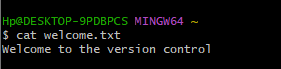 Hp@DESKTOP-9PDBPCS MINGW64 ~
$ cat welcome.txt
Welcome to the version control